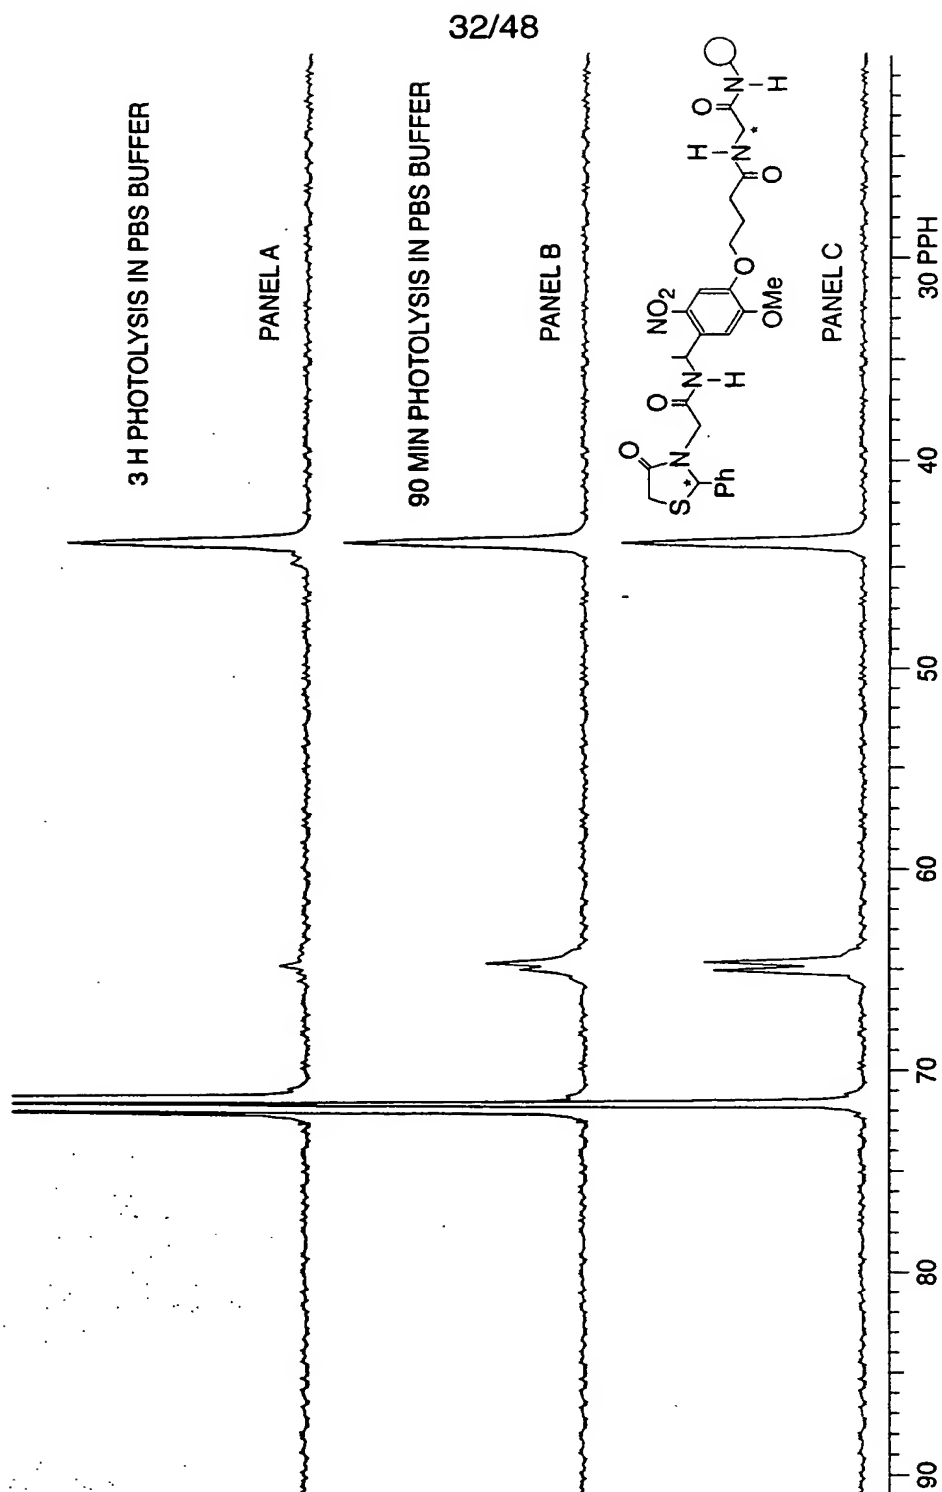 32/48
3 H PHOTOLYSIS IN PBS BUFFER
PANEL A
90 MIN PHOTOLYSIS IN PBS BUFFER
PANEL B
O
S
N
*
Ph
O
N
H
NO2
OMe
O
O
H
N
*
O
N
H
PANEL C
90
80
70
60
50
40
30 PPH